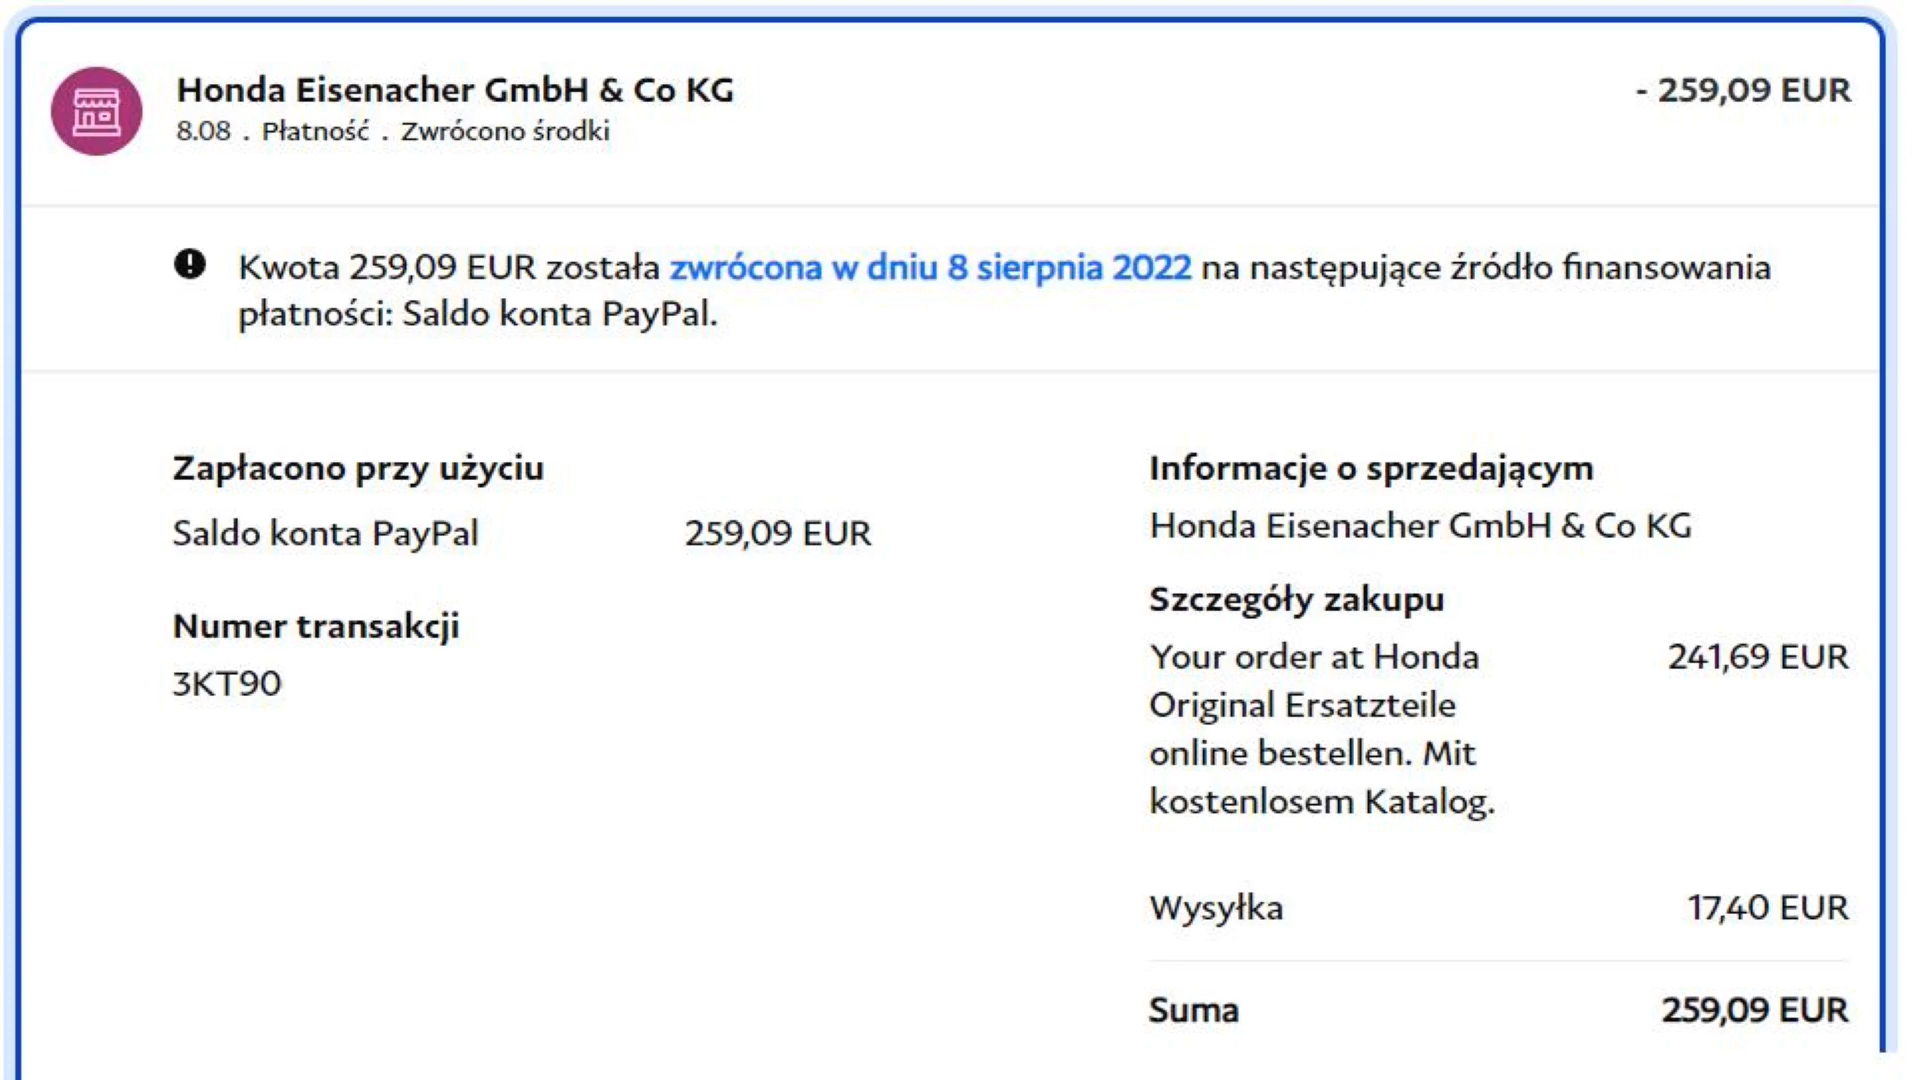 Honda Eisenacher GmbH & Co KG
- 259,09 EUR
8.08 . Płatność . Zwrócono środki
Kwota 259,09 EUR została zwrócona w dniu 8 sierpnia 2022 na następujące źródło finansowania
płatności: Saldo konta PayPal.
Zapłacono przy użyciu
Saldo konta PayPal 259,09 EUR
Numer transakcji
3KT90
Informacje o sprzedającym
Honda Eisenacher GmbH & Co KG
Szczegóły zakupu
Your order at Honda 241,69 EUR
Original Ersatzteile
online bestellen. Mit
kostenlosem Katalog.
Wysyłka 17,40 EUR
Suma 259,09 EUR